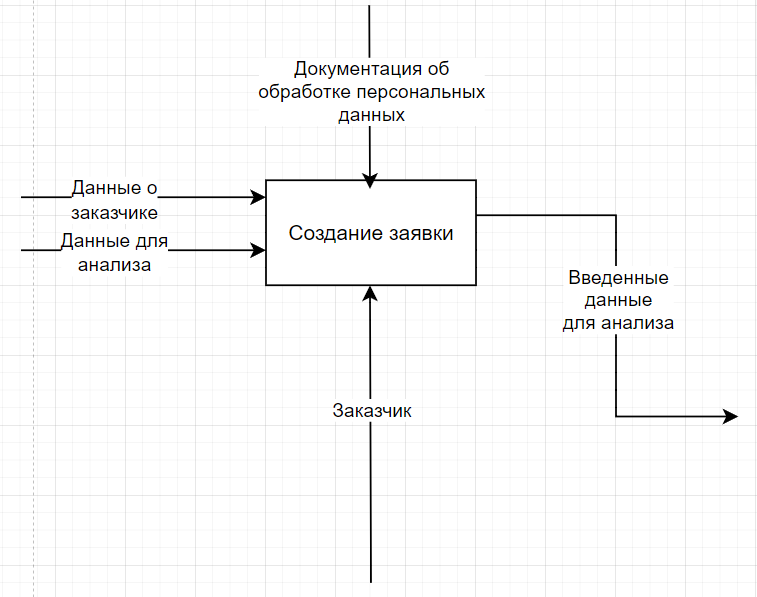 Документация об
обработке персональных
данных
Данные о
заказчике
Данные для
анализа
Создание заявки
Введенные
данные
для анализа
Заказчик